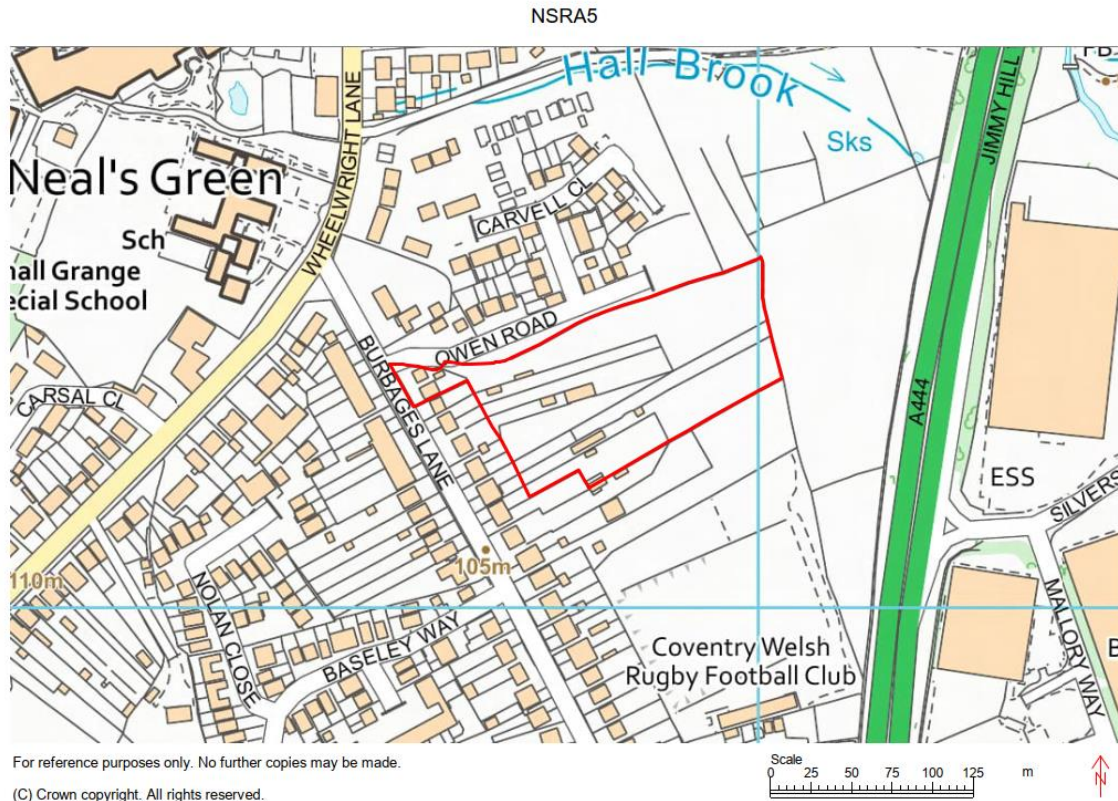 NSRA5
Hall Brook
FB
JIMMY HILL
WHEELWRIGHT LANE
Sks
Neal's Green
CARVELL CL
Sch
hall Grange
ecial School
OWEN ROAD
BURBAGES LANE
CARSAL CL
A444
ESS
SILVERS
105m
110m
NOLAN CLOSE
BASELEY WAY
MALLORY WAY
Coventry Welsh
Rugby Football Club
For reference purposes only. No further copies may be made.
(C) Crown copyright. All rights reserved.
Scale
0 25 50 75 100 125 m
N